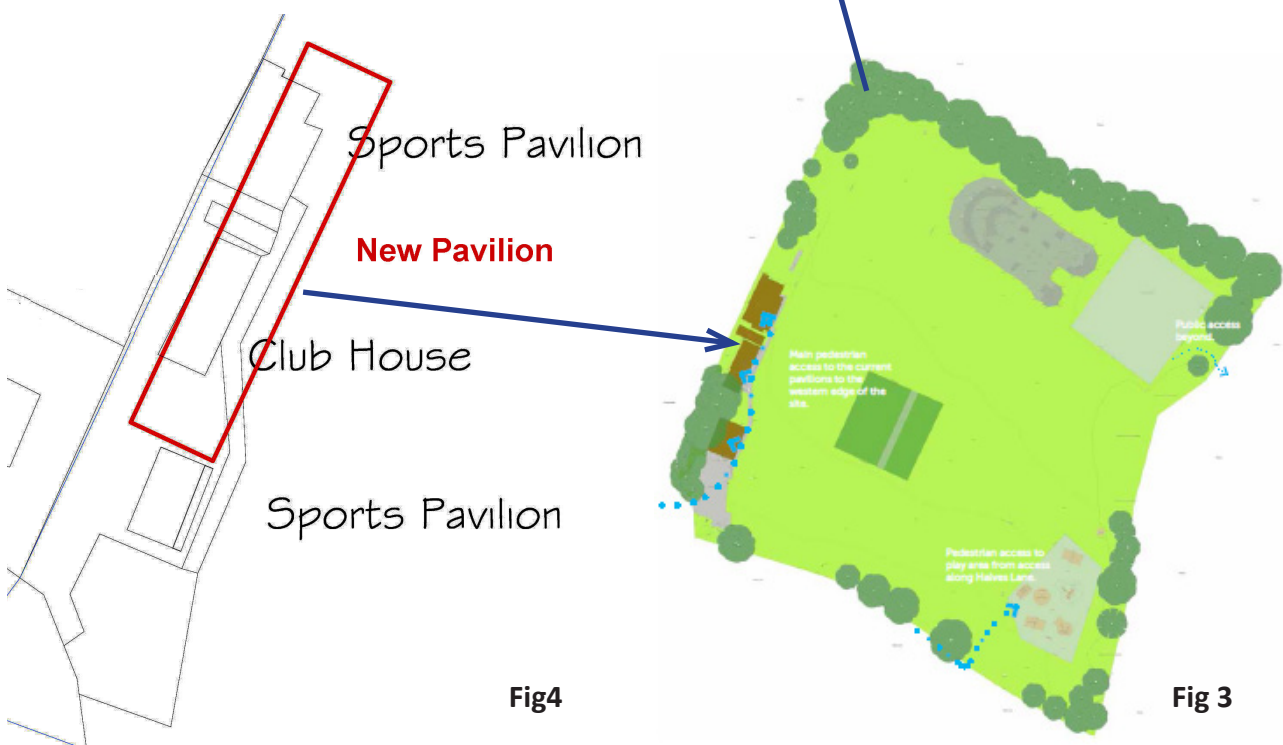 Sports Pavilion
New Pavilion
Club House
Sports Pavilion
Fig4
Public access
beyond.
Main pedestrian
access to the current
pavilions to the
western edge of the
site.
Pedestrian access to
play area from access
along Halves Lane.
Fig 3